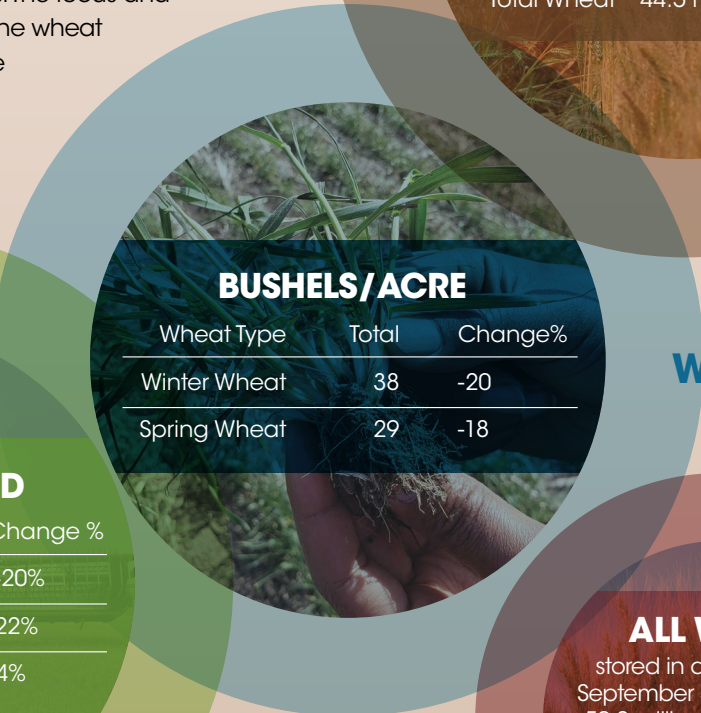 and
wheat
Total Wheat
BUSHELS/ACRE
Wheat Type Total Change%
Winter Wheat 38 -20
Spring Wheat 29 -18
Change %
20%
22%
4%
ALL
stored in
September